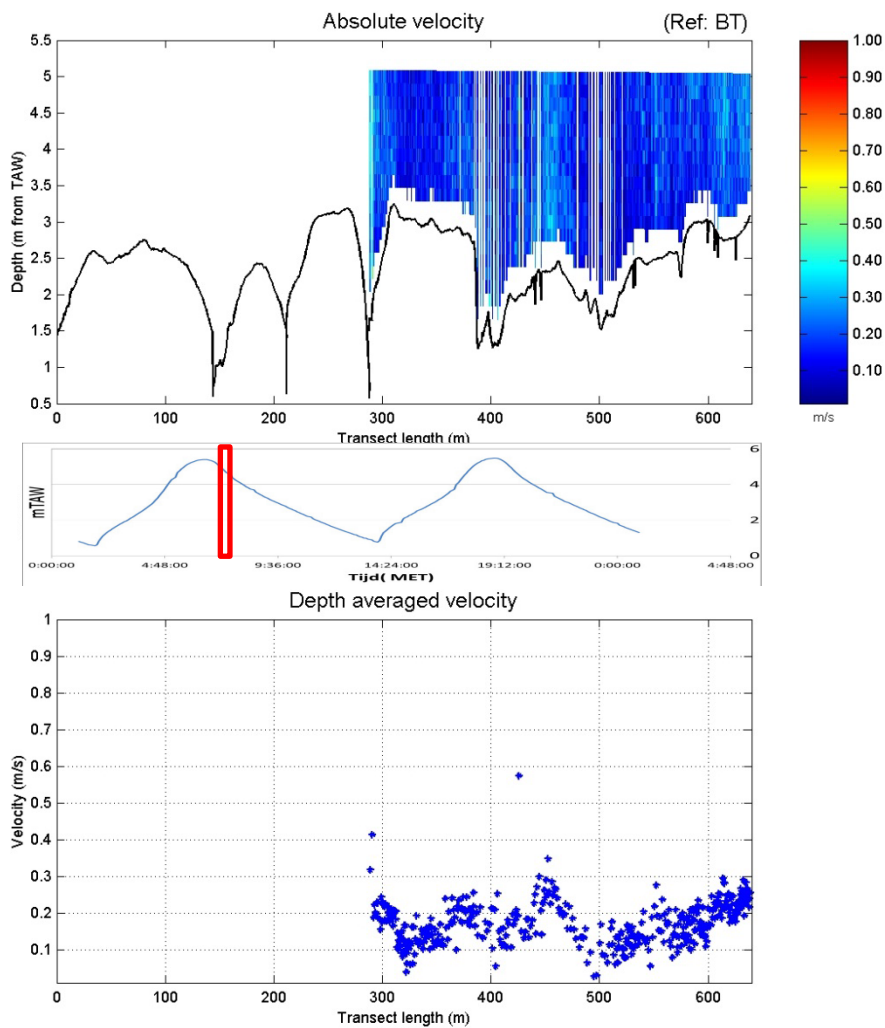 Absolute velocity (Ref: BT)
5.5
5
4.5
4
3.5
3
2.5
2
1.5
1
0.5
Depth (m from TAW)
0 100 200 300 400 500 600
Transect length (m)
1.00
0.90
0.80
0.70
0.60
0.50
0.40
0.30
0.20
0.10
m/s
mTAW
6
4
2
0
0:00:00 4:48:00 9:36:00 14:24:00 19:12:00 0:00:00 4:48:00
Tijd( MET)
Depth averaged velocity
1
0.9
0.8
0.7
0.6
0.5
0.4
0.3
0.2
0.1
Velocity (m/s)
0 100 200 300 400 500 600
Transect length (m)